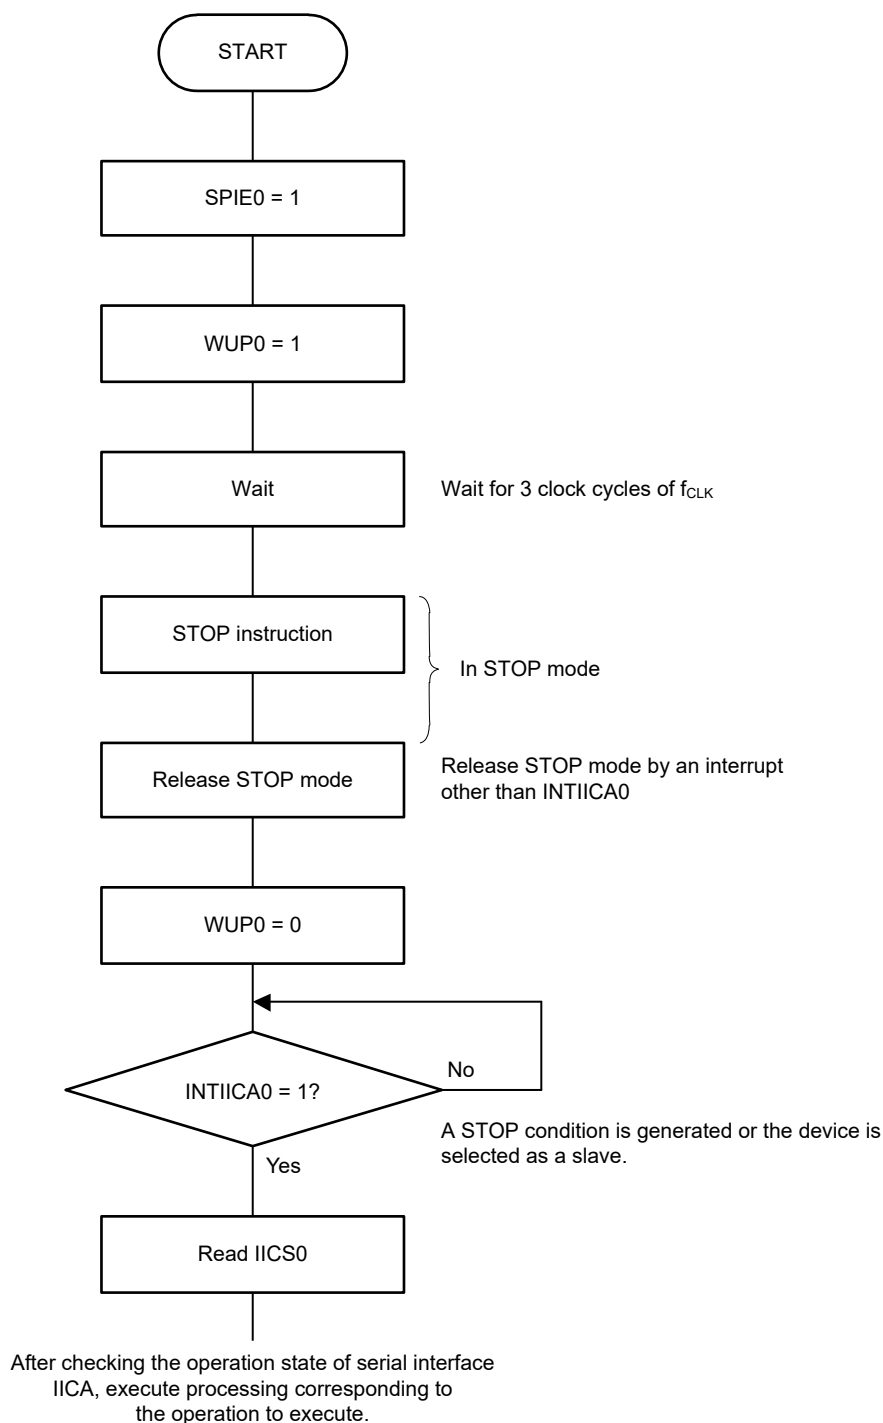 START
SPIE0 = 1
WUP0 = 1
Wait
Wait for 3 clock cycles of fCLK
STOP instruction
In STOP mode
Release STOP mode
Release STOP mode by an interrupt
other than INTIICA0
WUP0 = 0
No
INTIICA0 = 1?
A STOP condition is generated or the device is
selected as a slave.
Yes
Read IICS0
After checking the operation state of serial interface
IICA, execute processing corresponding to
the operation to execute.